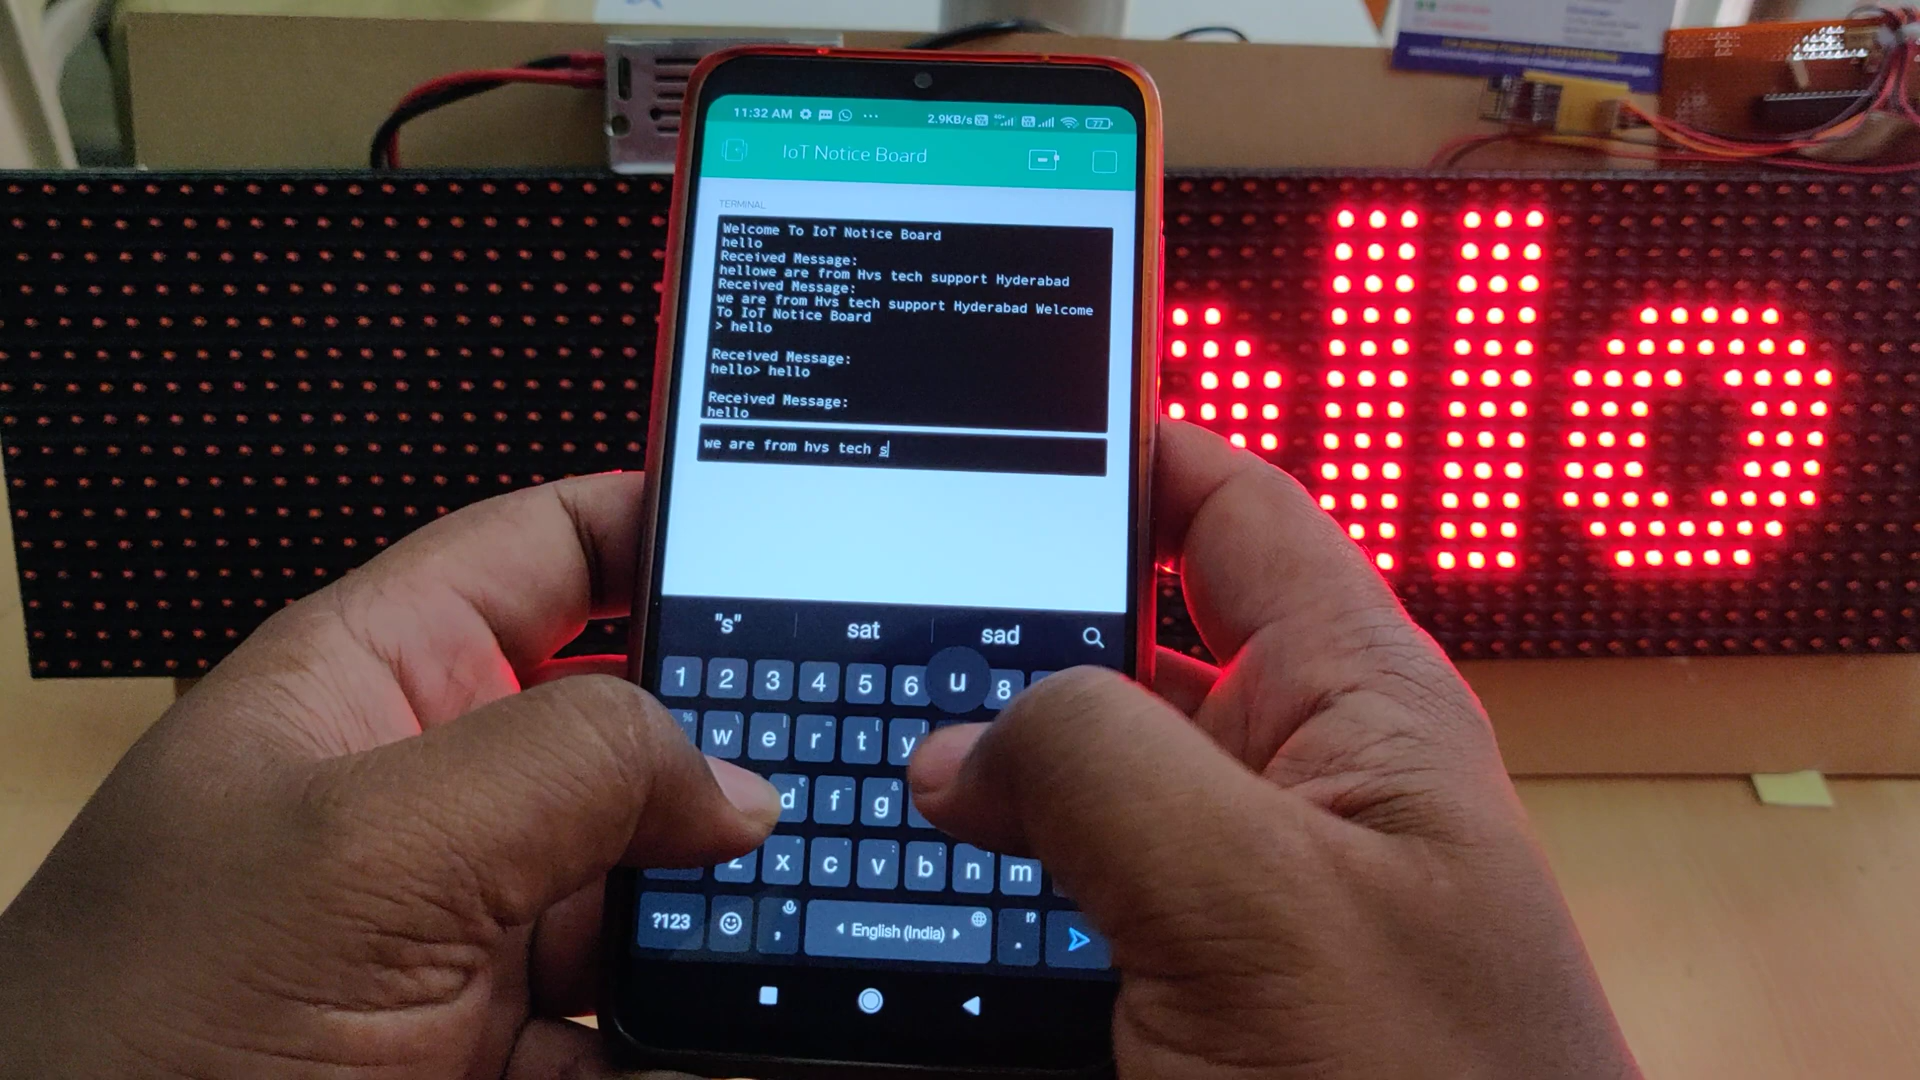 11:32 AM ... 2.9KB/s 77
IoT Notice Board
TERMINAL
Welcome To IoT Notice Board
hello
Received Message:
hellowe are from Hvs tech support Hyderabad
Received Message:
we are from Hvs tech support Hyderabad Welcome
To IoT Notice Board
> hello
Received Message:
hello> hello
Received Message:
hello
we are from hvs tech s
llo
"s" sat sad
1 2 3 4 5 6 u 8
w e r t y
d f g
z x c v b n m
?123 , English (India) .